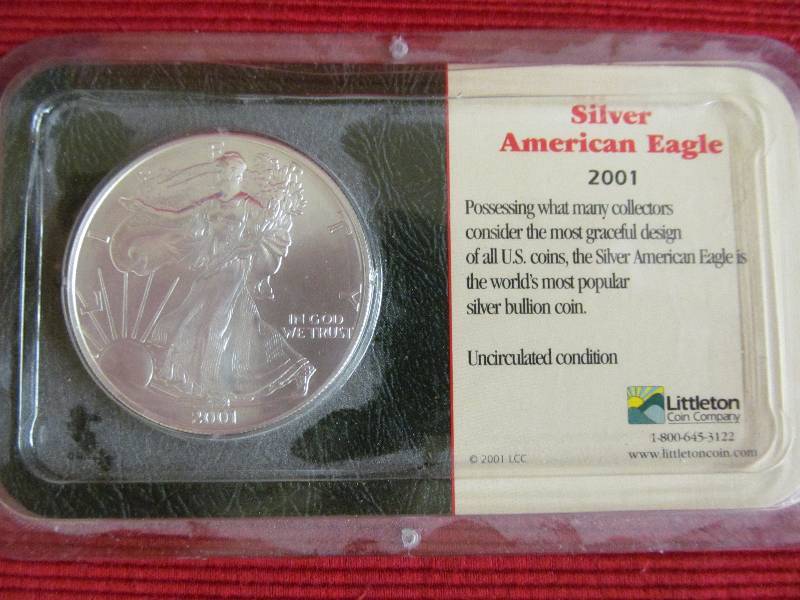 LIBERTY
IN GOD
WE TRUST
2001
Silver
American Eagle
2001
Possessing what many collectors
consider the most graceful design
of all U.S. coins, the Silver American Eagle is
the world's most popular
silver bullion coin.
Uncirculated condition
Littleton
Coin Company
1-800-645-3122
www.littletoncoin.com
© 2001 LCC